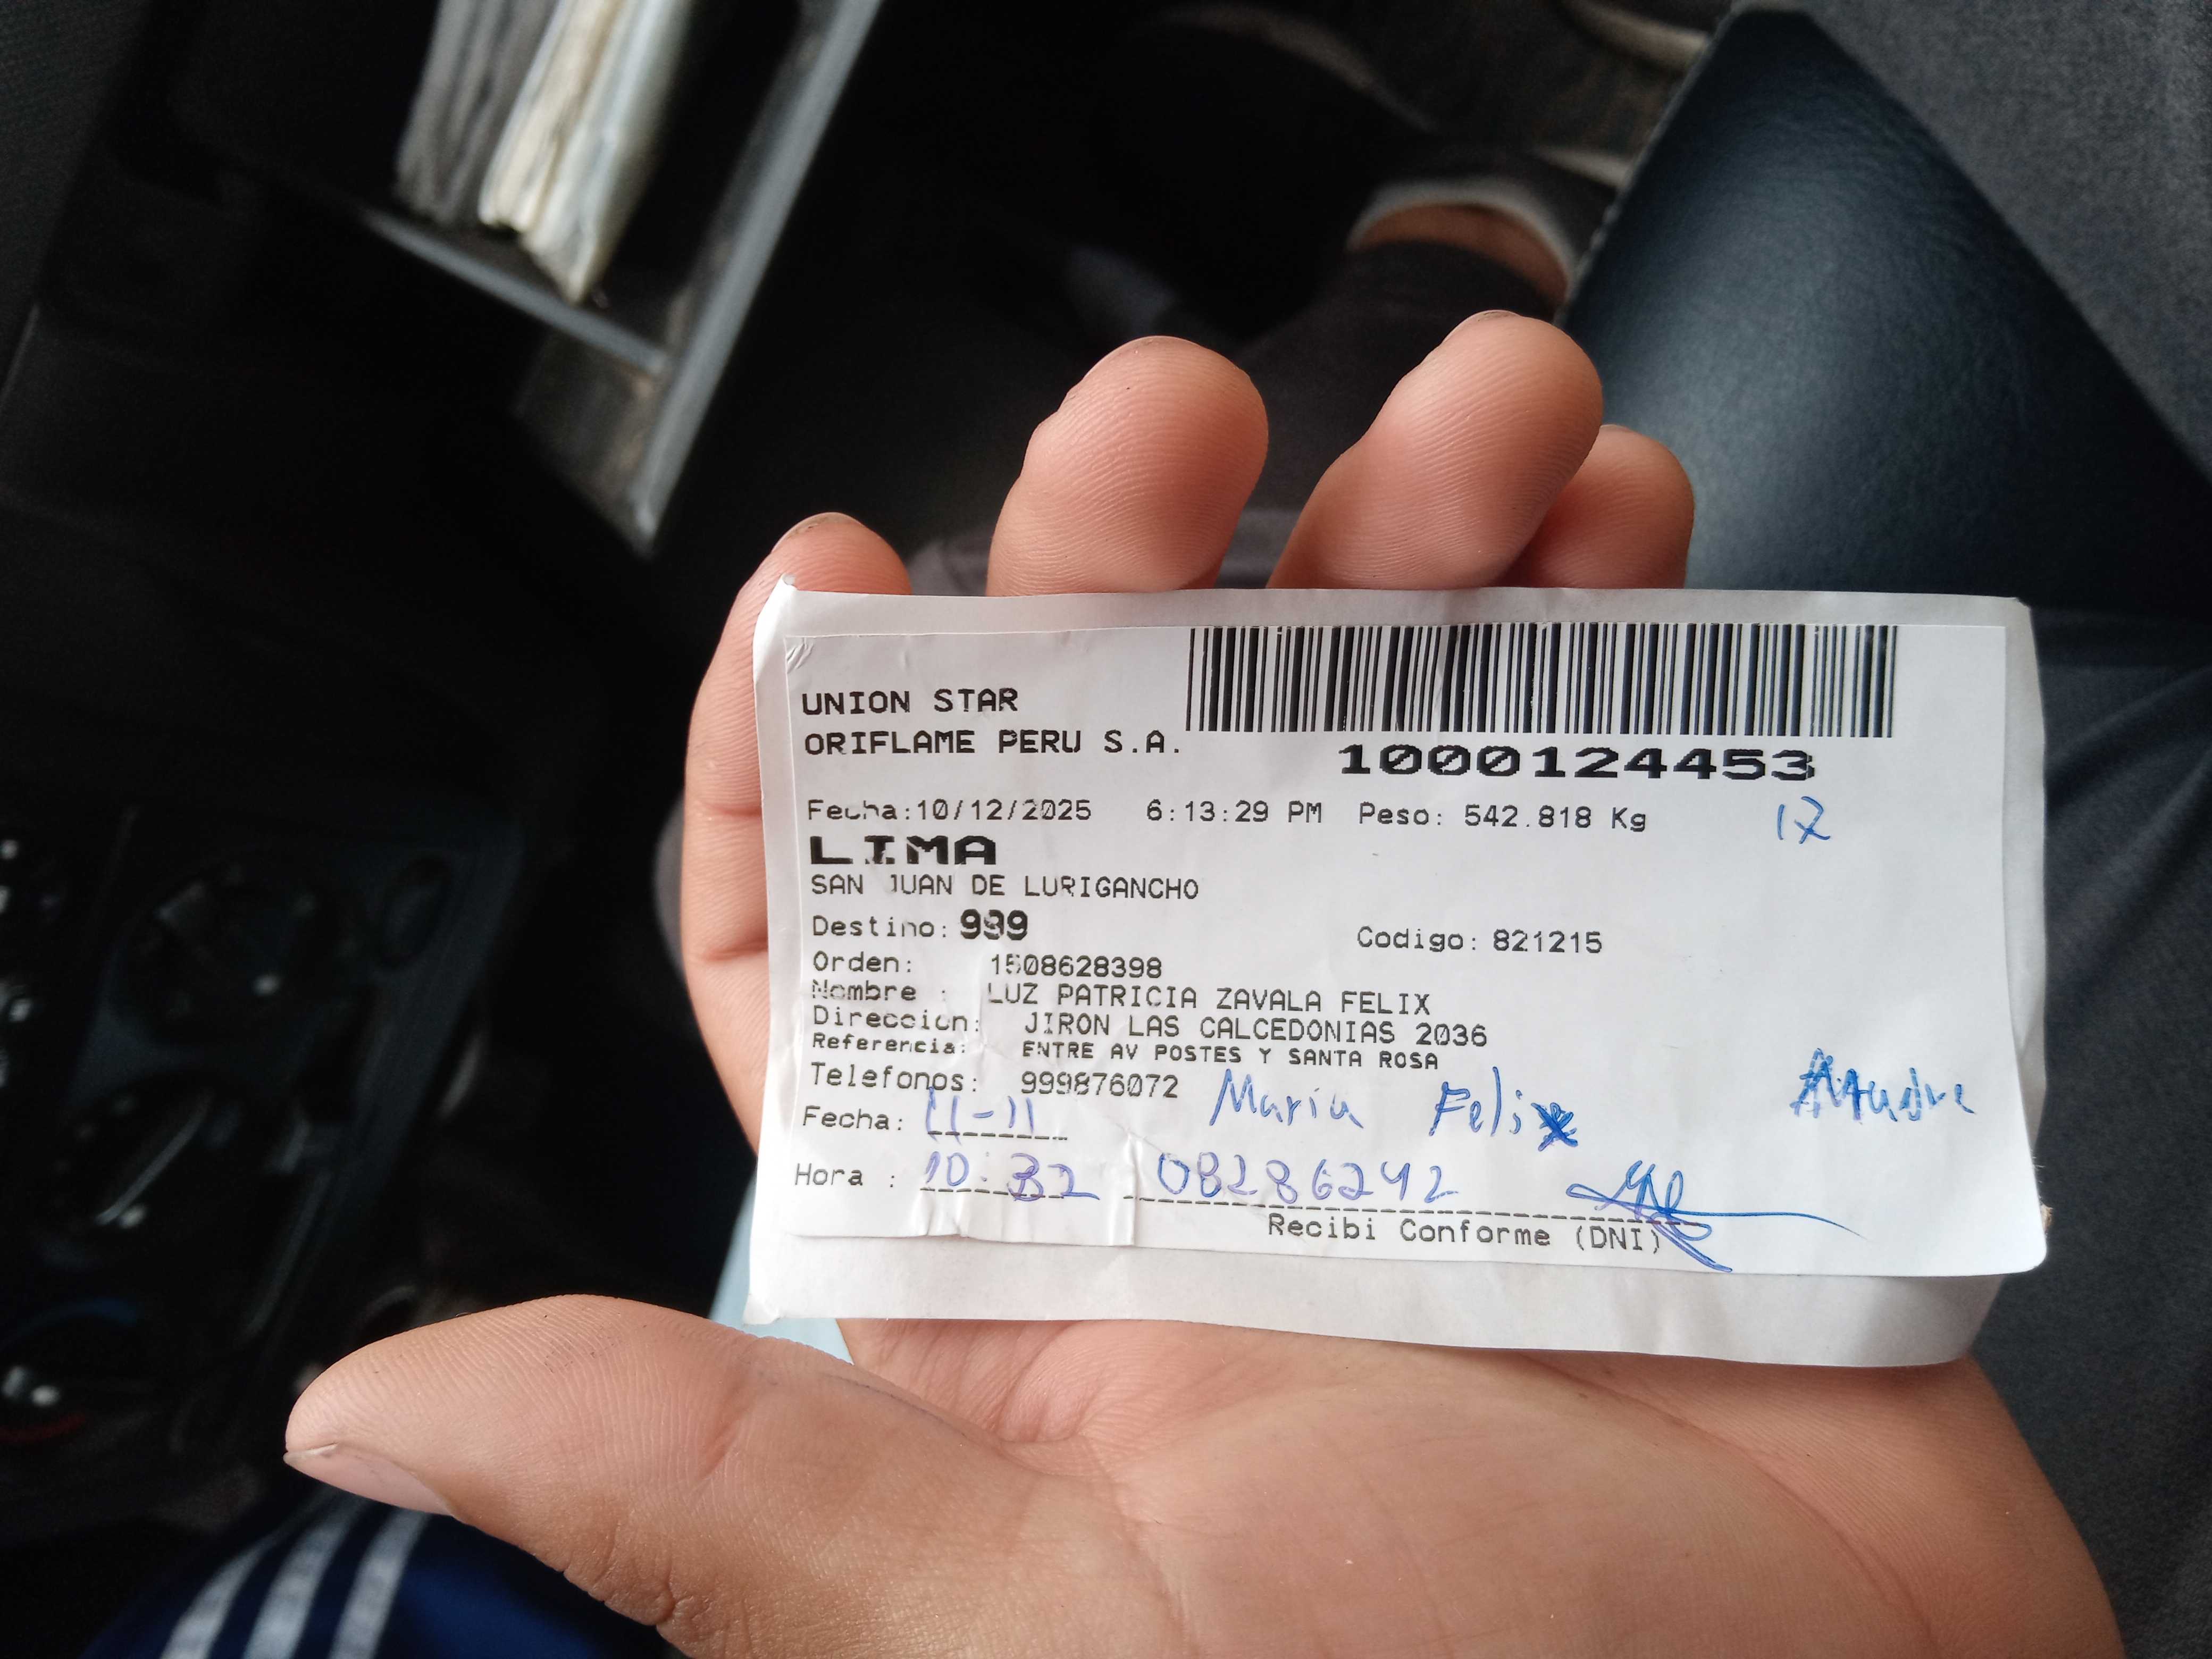 UNION STAR
ORIFLAME PERU S.A.
1000124453
Fecha:10/12/2025 6:13:29 PM Peso: 542.818 Kg
17
LIMA
SAN JUAN DE LURIGANCHO
Destino: 999 Codigo: 821215
Orden: 1508628398
Nombre : LUZ PATRICIA ZAVALA FELIX
Direccion: JIRON LAS CALCEDONIAS 2036
Referencia: ENTRE AV POSTES Y SANTA ROSA
Telefonos: 999876072
Maria Felix Madre
Fecha: 11-11
Hora : 10:32 08286242
Recibi Conforme (DNI)